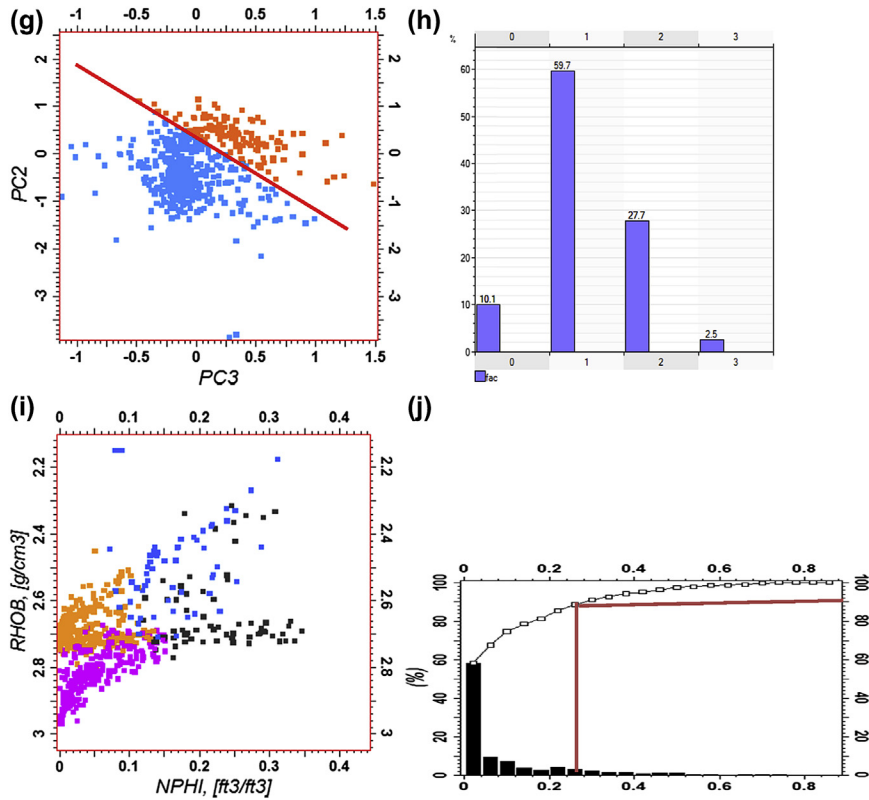 (g)
-1 -0.5 0 0.5 1 1.5
2 1 0 -1 -2 -3
PC2
2 1 0 -1 -2 -3
-1 -0.5 0 0.5 1 1.5
PC3
(h)
% 0 1 2 3
60 50 40 30 20 10 0
10.1 59.7 27.7 2.5
0 1 2 3
fac
(i)
0 0.1 0.2 0.3 0.4
2.2 2.4 2.6 2.8 3
RHOB, [g/cm3]
2.2 2.4 2.6 2.8 3
0 0.1 0.2 0.3 0.4
NPHI, [ft3/ft3]
(j)
0 0.2 0.4 0.6 0.8
100 80 60 40 20 0
(%)
100 80 60 40 20 0
0 0.2 0.4 0.6 0.8